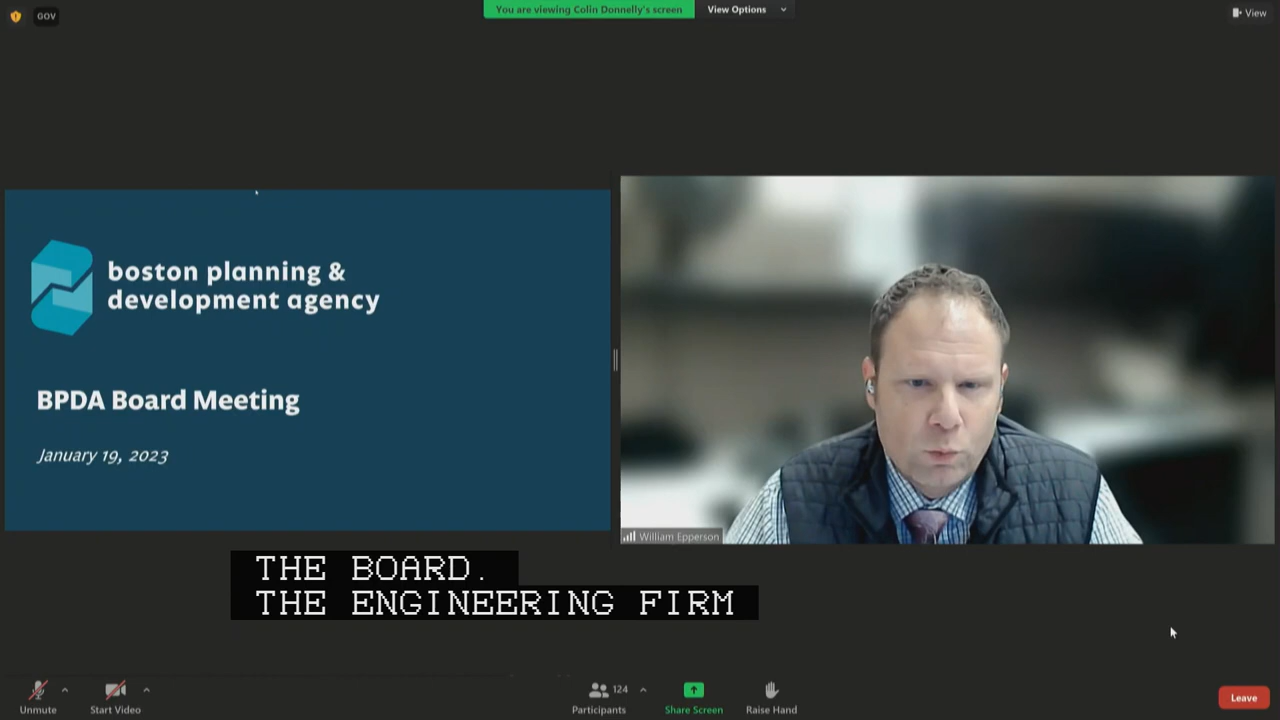 GOV
You are viewing Colin Donnelly's screen
View Options
View
boston planning &
development agency
BPDA Board Meeting
January 19, 2023
William Epperson
THE BOARD.
THE ENGINEERING FIRM
Unmute
Start Video
124
Participants
Share Screen
Raise Hand
Leave